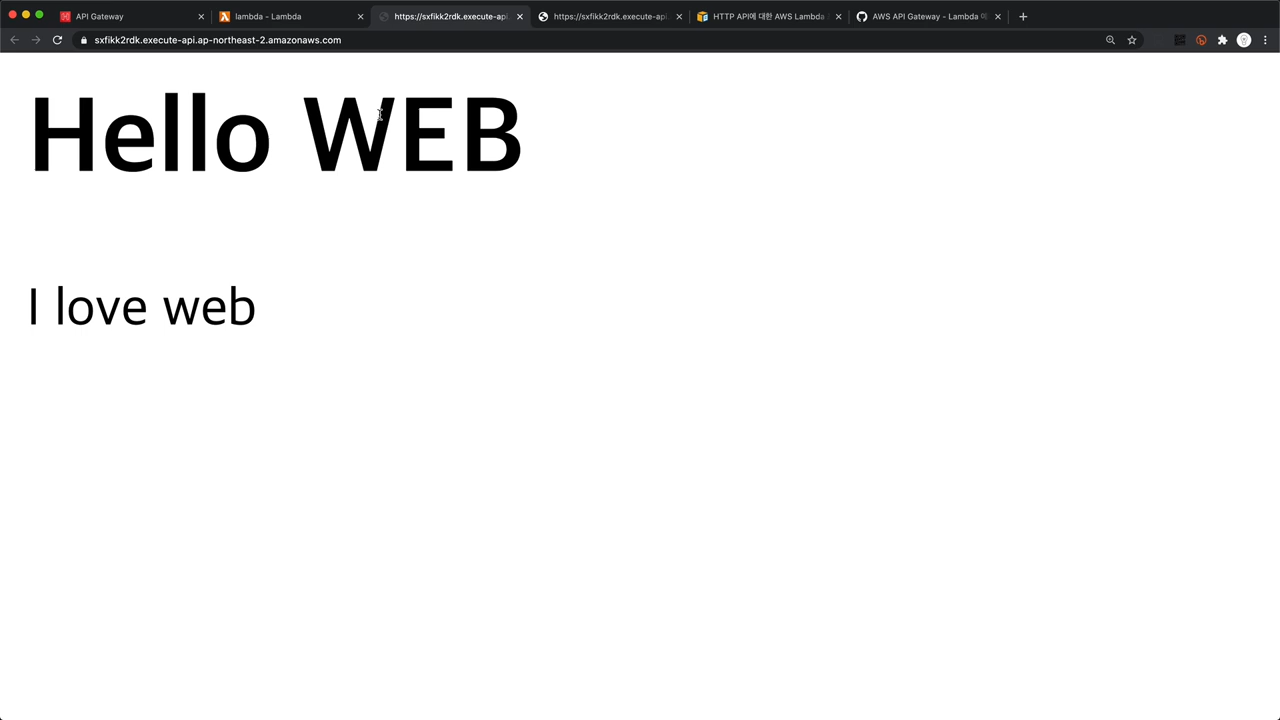 API Gateway
lambda - Lambda
https://sxfikk2rdk.execute-api.
https://sxfikk2rdk.execute-api.
HTTP API에 대한 AWS Lambda
AWS API Gateway - Lambda
sxfikk2rdk.execute-api.ap-northeast-2.amazonaws.com
Hello WEB
I love web